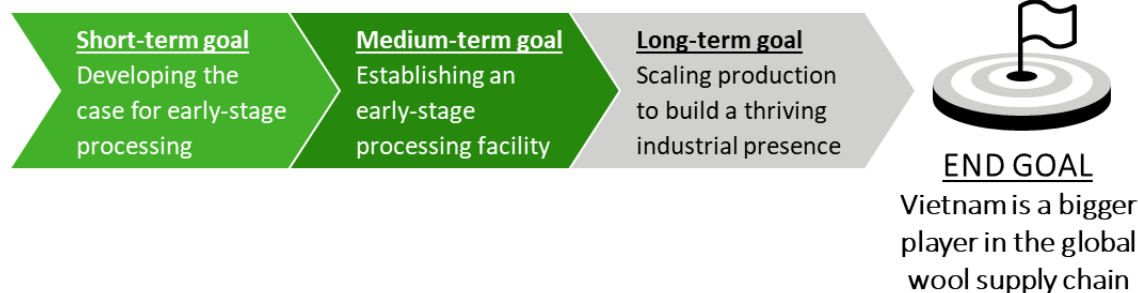 Short-term goal
Developing the
case for early-stage
processing
Medium-term goal
Establishing an
early-stage
processing facility
Long-term goal
Scaling production
to build a thriving
industrial presence
END GOAL
Vietnam is a bigger
player in the global
wool supply chain